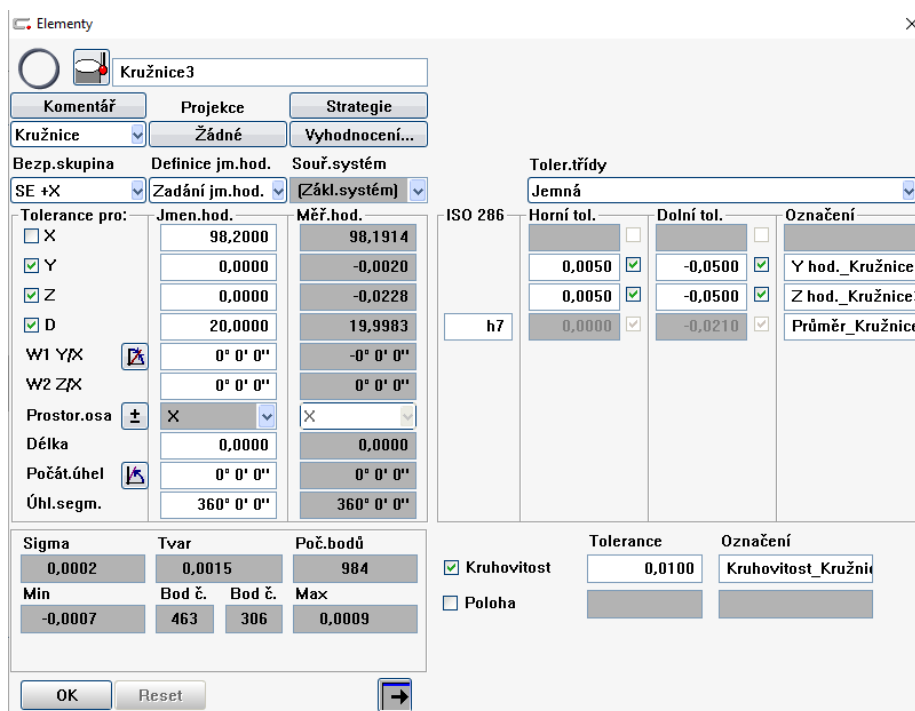 Elementy
Kružnice3
Komentář Projekce Strategie
Kružnice Žádné Vyhodnocení...
Bezp.skupina Definice jm.hod. Souř.systém Toler.třídy
SE +X Zadání jm.hod. (Zákl.systém) Jemná
Tolerance pro: Jmen.hod. Měř.hod. ISO 286 Horní tol. Dolní tol. Označení
X 98,2000 98,1914
Y 0,0000 -0,0020 0,0050 -0,0500 Y hod._Kružnice
Z 0,0000 -0,0228 0,0050 -0,0500 Z hod._Kružnice3
D 20,0000 19,9983 h7 0,0000 -0,0210 Průměr_Kružnice
W1 Y/X 0° 0' 0'' -0° 0' 0''
W2 Z/X 0° 0' 0'' 0° 0' 0''
Prostor.osa ± X X
Délka 0,0000 0,0000
Počát.úhel 0° 0' 0'' 0° 0' 0''
Úhl.segm. 360° 0' 0'' 360° 0' 0''
Sigma Tvar Poč.bodů Tolerance Označení
0,0002 0,0015 984 Kruhovitost 0,0100 Kruhovitost_Kružni
Min Bod č. Bod č. Max Poloha
-0,0007 463 306 0,0009
OK Reset